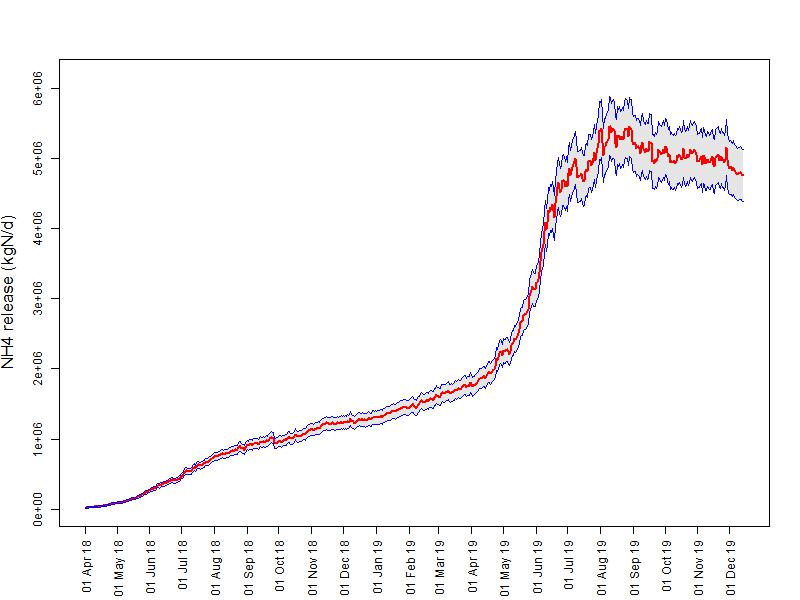 NH4 release (kgN/d)
6e+06
5e+06
4e+06
3e+06
2e+06
1e+06
0e+00
01 Apr 18
01 May 18
01 Jun 18
01 Jul 18
01 Aug 18
01 Sep 18
01 Oct 18
01 Nov 18
01 Dec 18
01 Jan 19
01 Feb 19
01 Mar 19
01 Apr 19
01 May 19
01 Jun 19
01 Jul 19
01 Aug 19
01 Sep 19
01 Oct 19
01 Nov 19
01 Dec 19